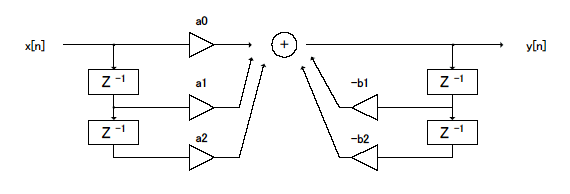 a0
x[n] + y[n]
Z -1 a1 -b1 Z -1
Z -1 a2 -b2 Z -1